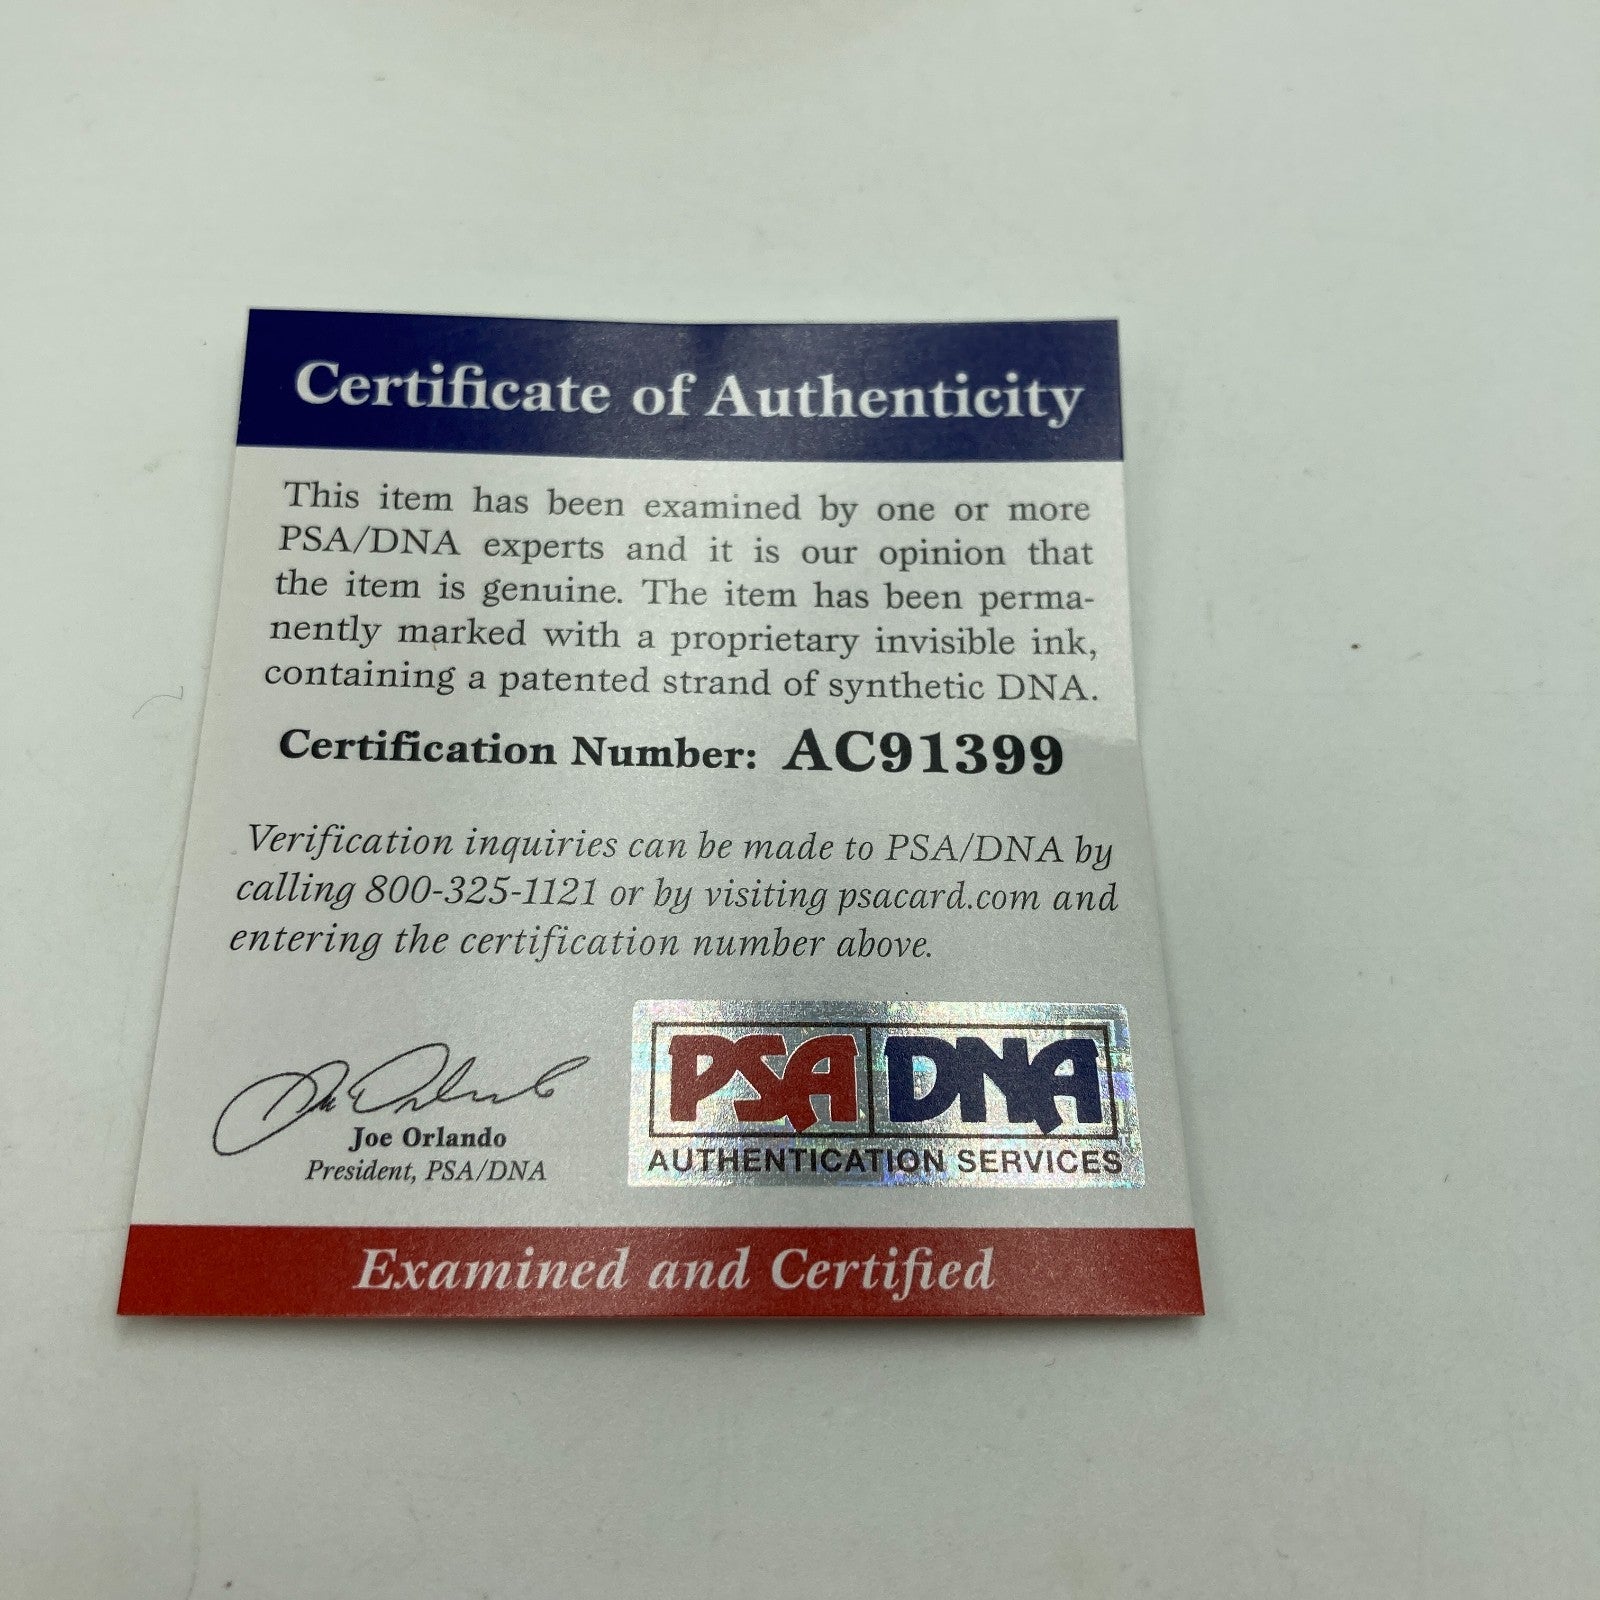 Certificate of Authenticity
This item has been examined by one or more
PSA/DNA experts and it is our opinion that
the item is genuine. The item has been perma-
nently marked with a proprietary invisible ink,
containing a patented strand of synthetic DNA.
Certification Number: AC91399
Verification inquiries can be made to PSA/DNA by
calling 800-325-1121 or by visiting psacard.com and
entering the certification number above.
Joe Orlando
President, PSA/DNA
PSA DNA
AUTHENTICATION SERVICES
Examined and Certified